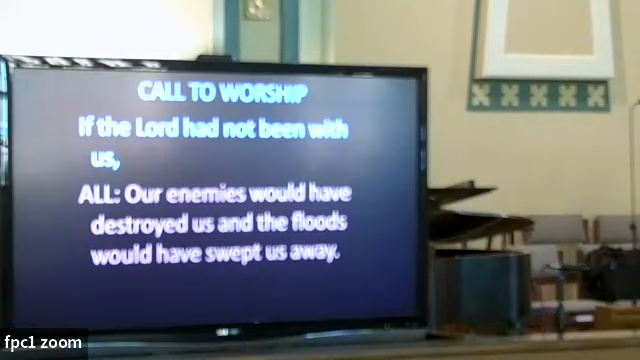 CALL TO WORSHIP
If the Lord had not been with
us,
ALL: Our enemies would have
destroyed us and the floods
would have swept us away.
fpc1 zoom